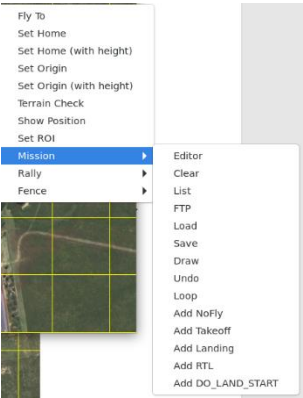 Fly To
Set Home
Set Home (with height)
Set Origin
Set Origin (with height)
Terrain Check
Show Position
Set ROI
Mission
Rally
Fence
Editor
Clear
List
FTP
Load
Save
Draw
Undo
Loop
Add NoFly
Add Takeoff
Add Landing
Add RTL
Add DO_LAND_START